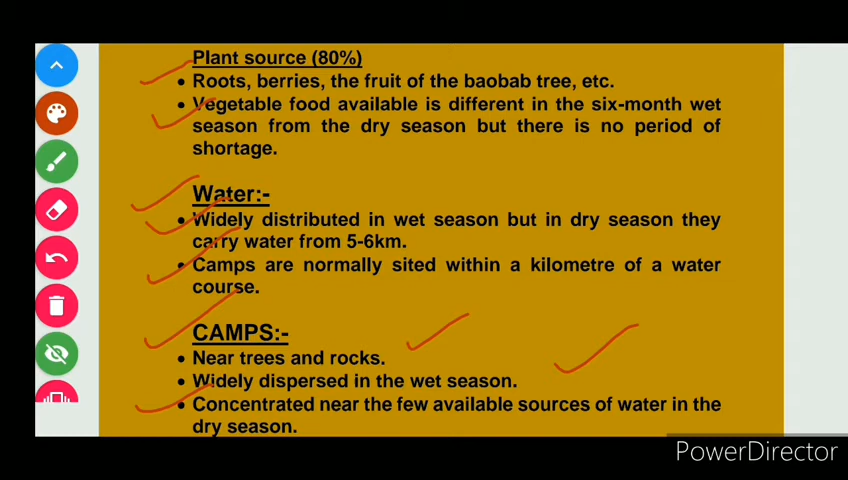 Plant source (80%)
• Roots, berries, the fruit of the baobab tree, etc.
• Vegetable food available is different in the six-month wet
season from the dry season but there is no period of
shortage.
Water:-
• Widely distributed in wet season but in dry season they
carry water from 5-6km.
• Camps are normally sited within a kilometre of a water
course.
CAMPS:-
• Near trees and rocks.
• Widely dispersed in the wet season.
• Concentrated near the few available sources of water in the
dry season.
PowerDirector